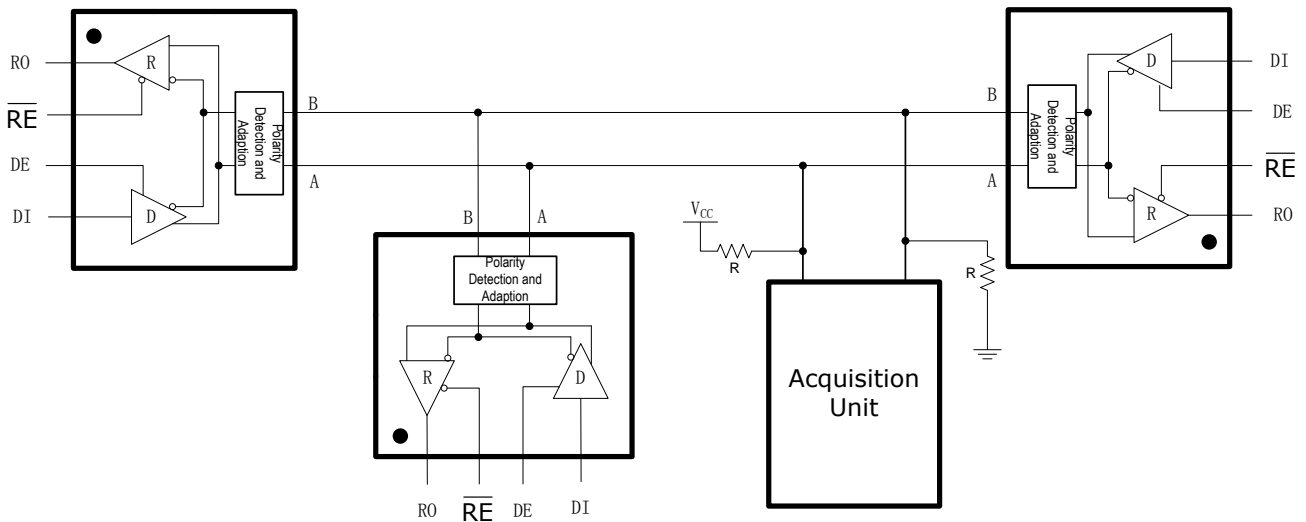 RO
R
RE
DE
DI
D
Polarity
Detection and
Adaption
B
A
B
A
Polarity
Detection and
Adaption
R
D
RO
RE
DE
DI
VCC
R
R
Acquisition
Unit
B
A
Polarity
Detection and
Adaption
D
R
DI
DE
RE
RO